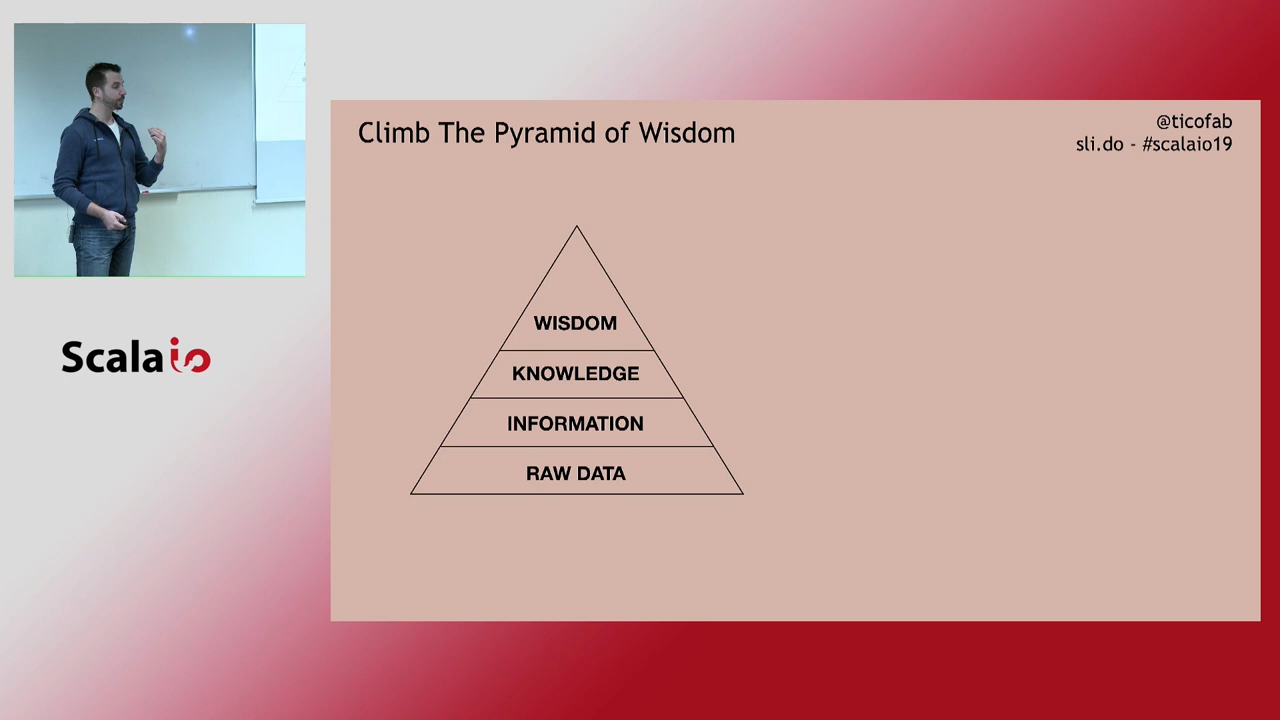 Climb The Pyramid of Wisdom
@ticofab
sli.do - #scalaio19
WISDOM
KNOWLEDGE
INFORMATION
RAW DATA
Scala io